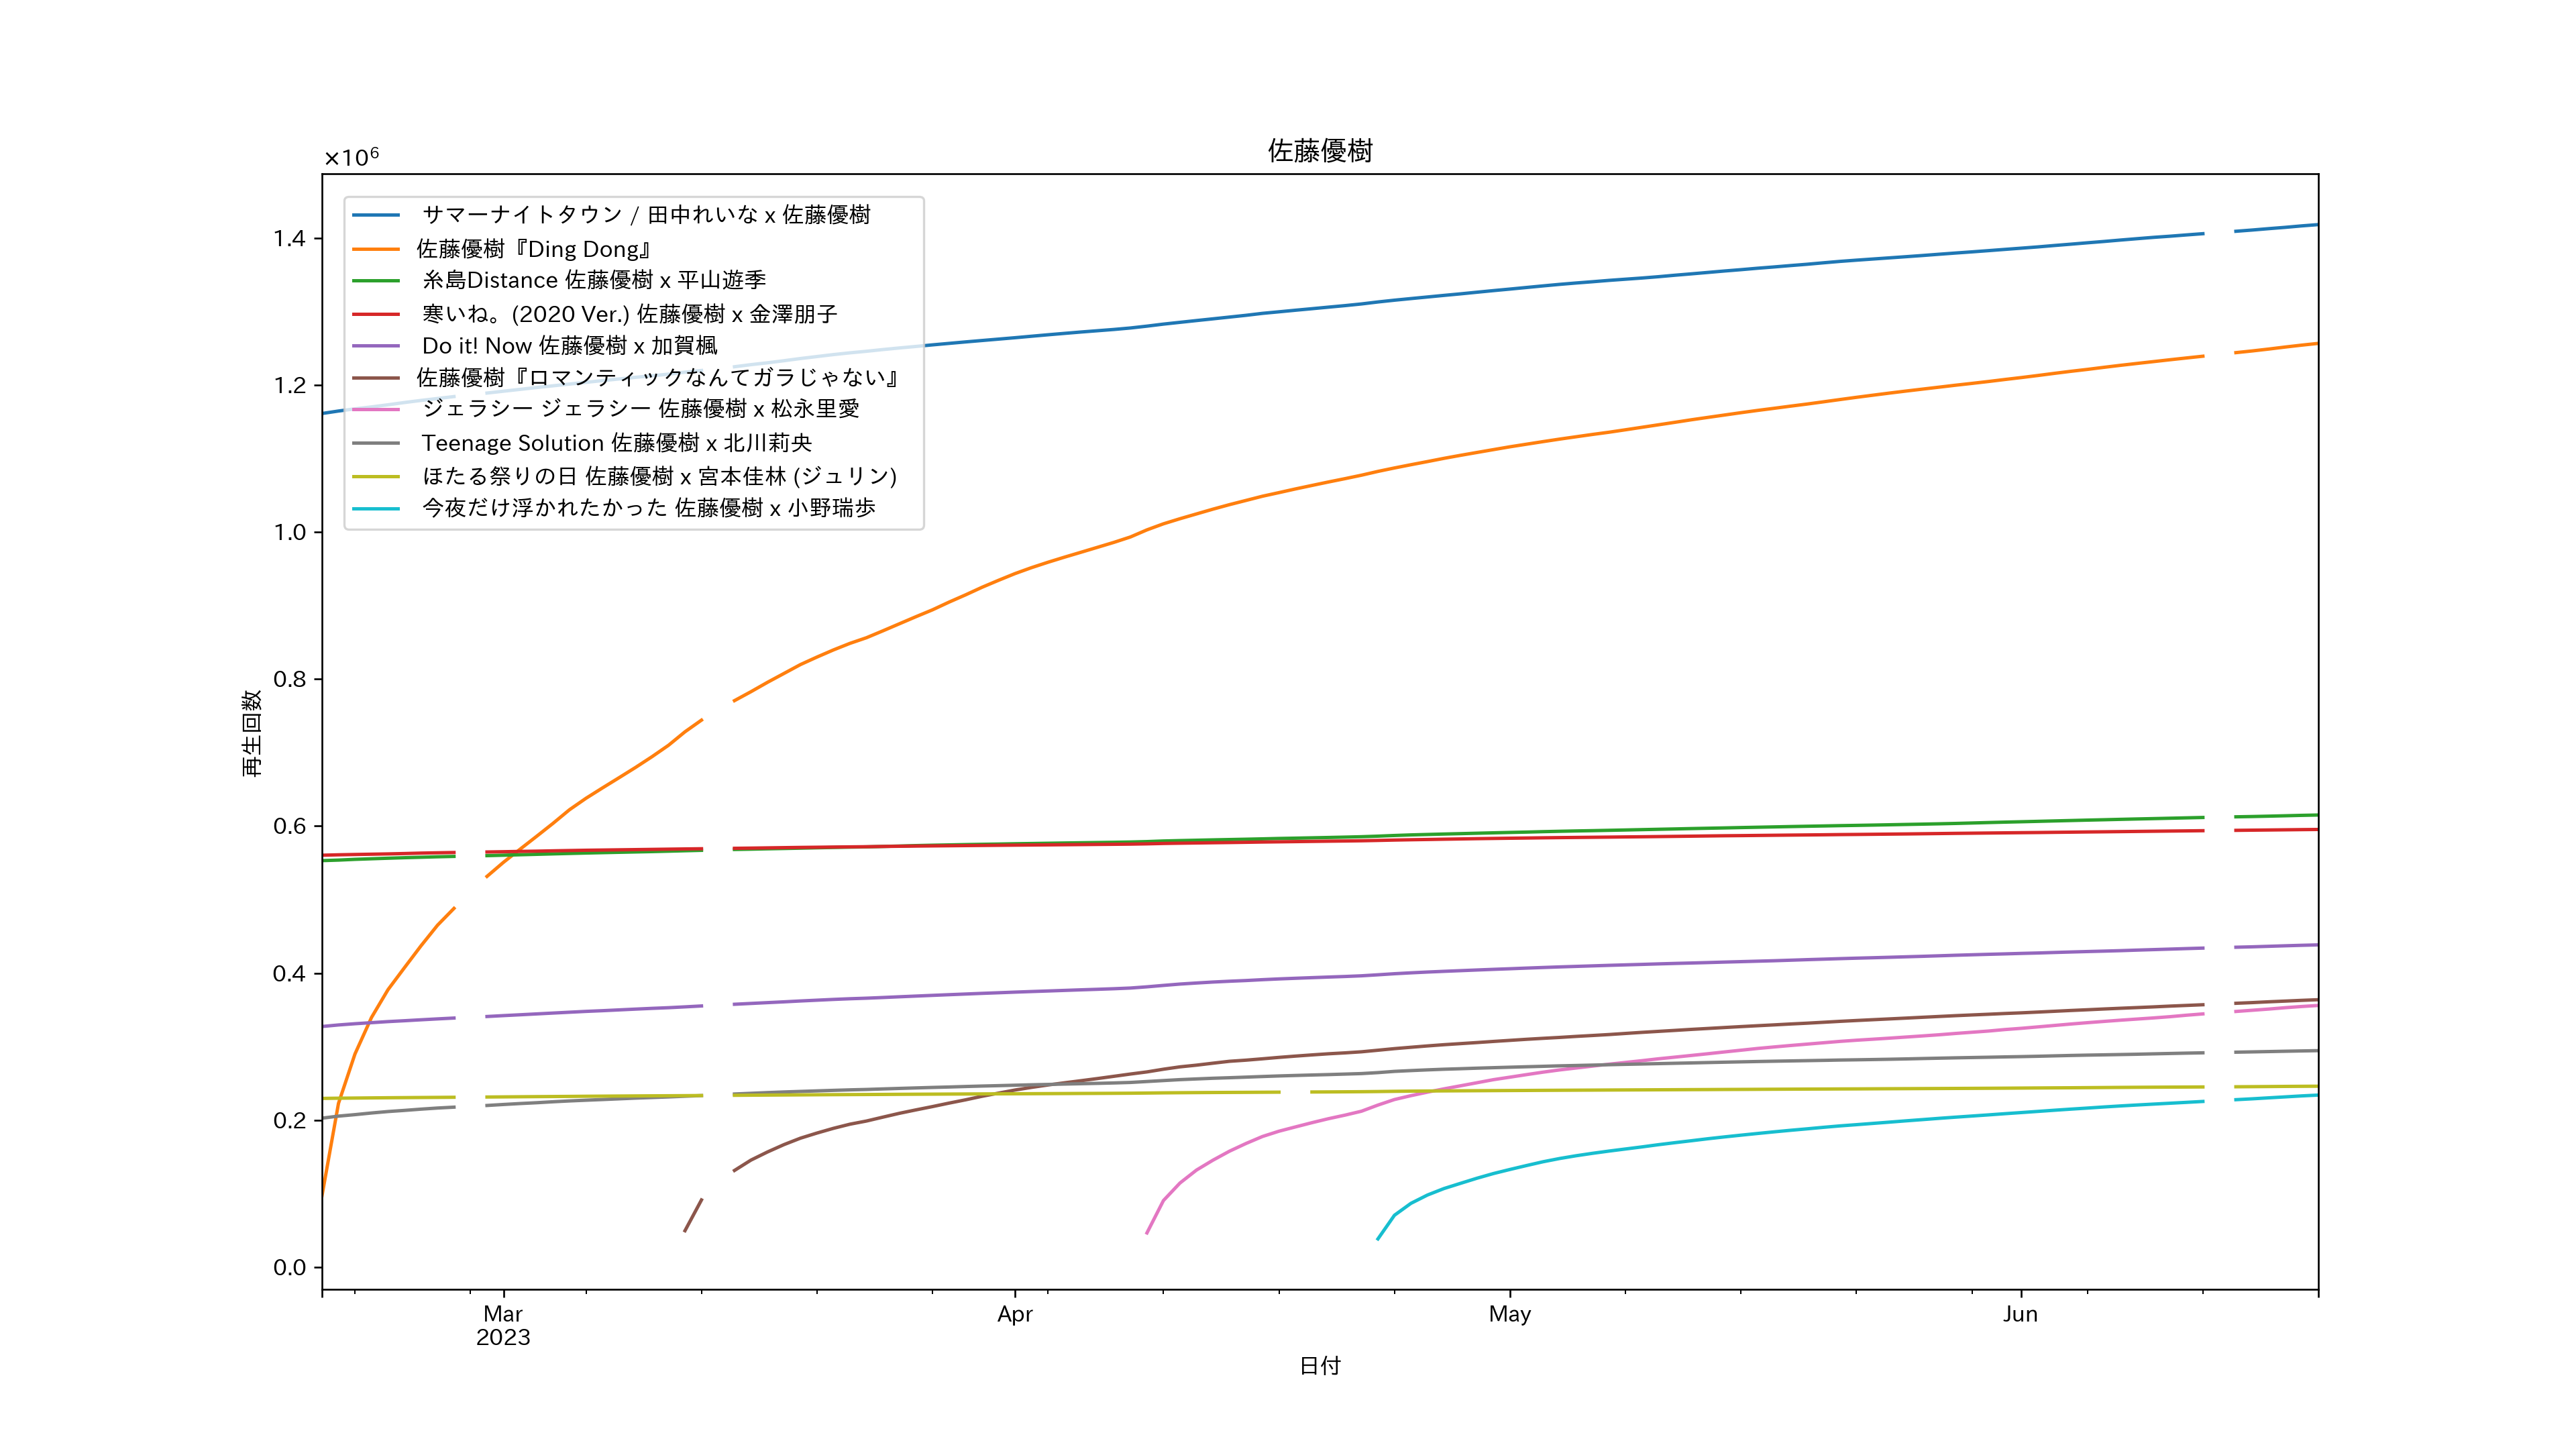 佐藤優樹
×10⁶
サマーナイトタウン / 田中れいな x 佐藤優樹
佐藤優樹『Ding Dong』
糸島Distance 佐藤優樹 x 平山遊季
寒いね。(2020 Ver.) 佐藤優樹 x 金澤朋子
Do it! Now 佐藤優樹 x 加賀楓
佐藤優樹『ロマンティックなんてガラじゃない』
ジェラシー ジェラシー 佐藤優樹 x 松永里愛
Teenage Solution 佐藤優樹 x 北川莉央
ほたる祭りの日 佐藤優樹 x 宮本佳林 (ジュリン)
今夜だけ浮かれたかった 佐藤優樹 x 小野瑞歩
1.4
1.2
1.0
0.8
0.6
0.4
0.2
0.0
再生回数
Mar Apr May Jun
2023
日付